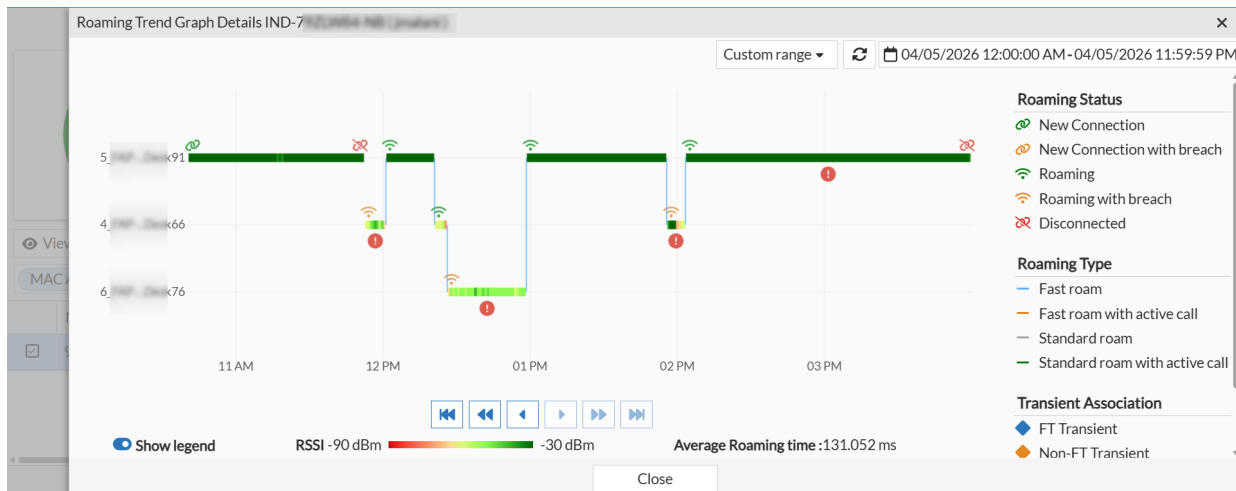 Roaming Trend Graph Details IND-7
Custom range
04/05/2026 12:00:00 AM-04/05/2026 11:59:59 PM
Roaming Status
New Connection
New Connection with breach
Roaming
Roaming with breach
Disconnected
Roaming Type
Fast roam
Fast roam with active call
Standard roam
Standard roam with active call
Transient Association
FT Transient
Non-FT Transient
5_ 91
4_ 66
6_ 76
11 AM 12 PM 01 PM 02 PM 03 PM
Show legend RSSI -90 dBm -30 dBm Average Roaming time :131.052 ms
Close
View
MAC